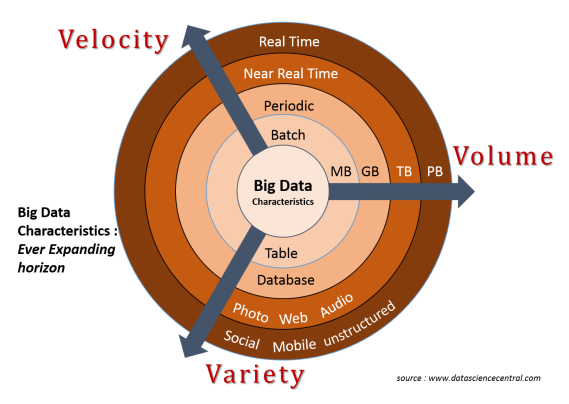 Velocity
Real Time
Near Real Time
Periodic
Batch
MB GB TB PB
Volume
Big Data
Characteristics
Big Data
Characteristics :
Ever Expanding
horizon
Table
Database
Photo Web Audio
Social Mobile unstructured
Variety
source : www.datasciencecentral.com